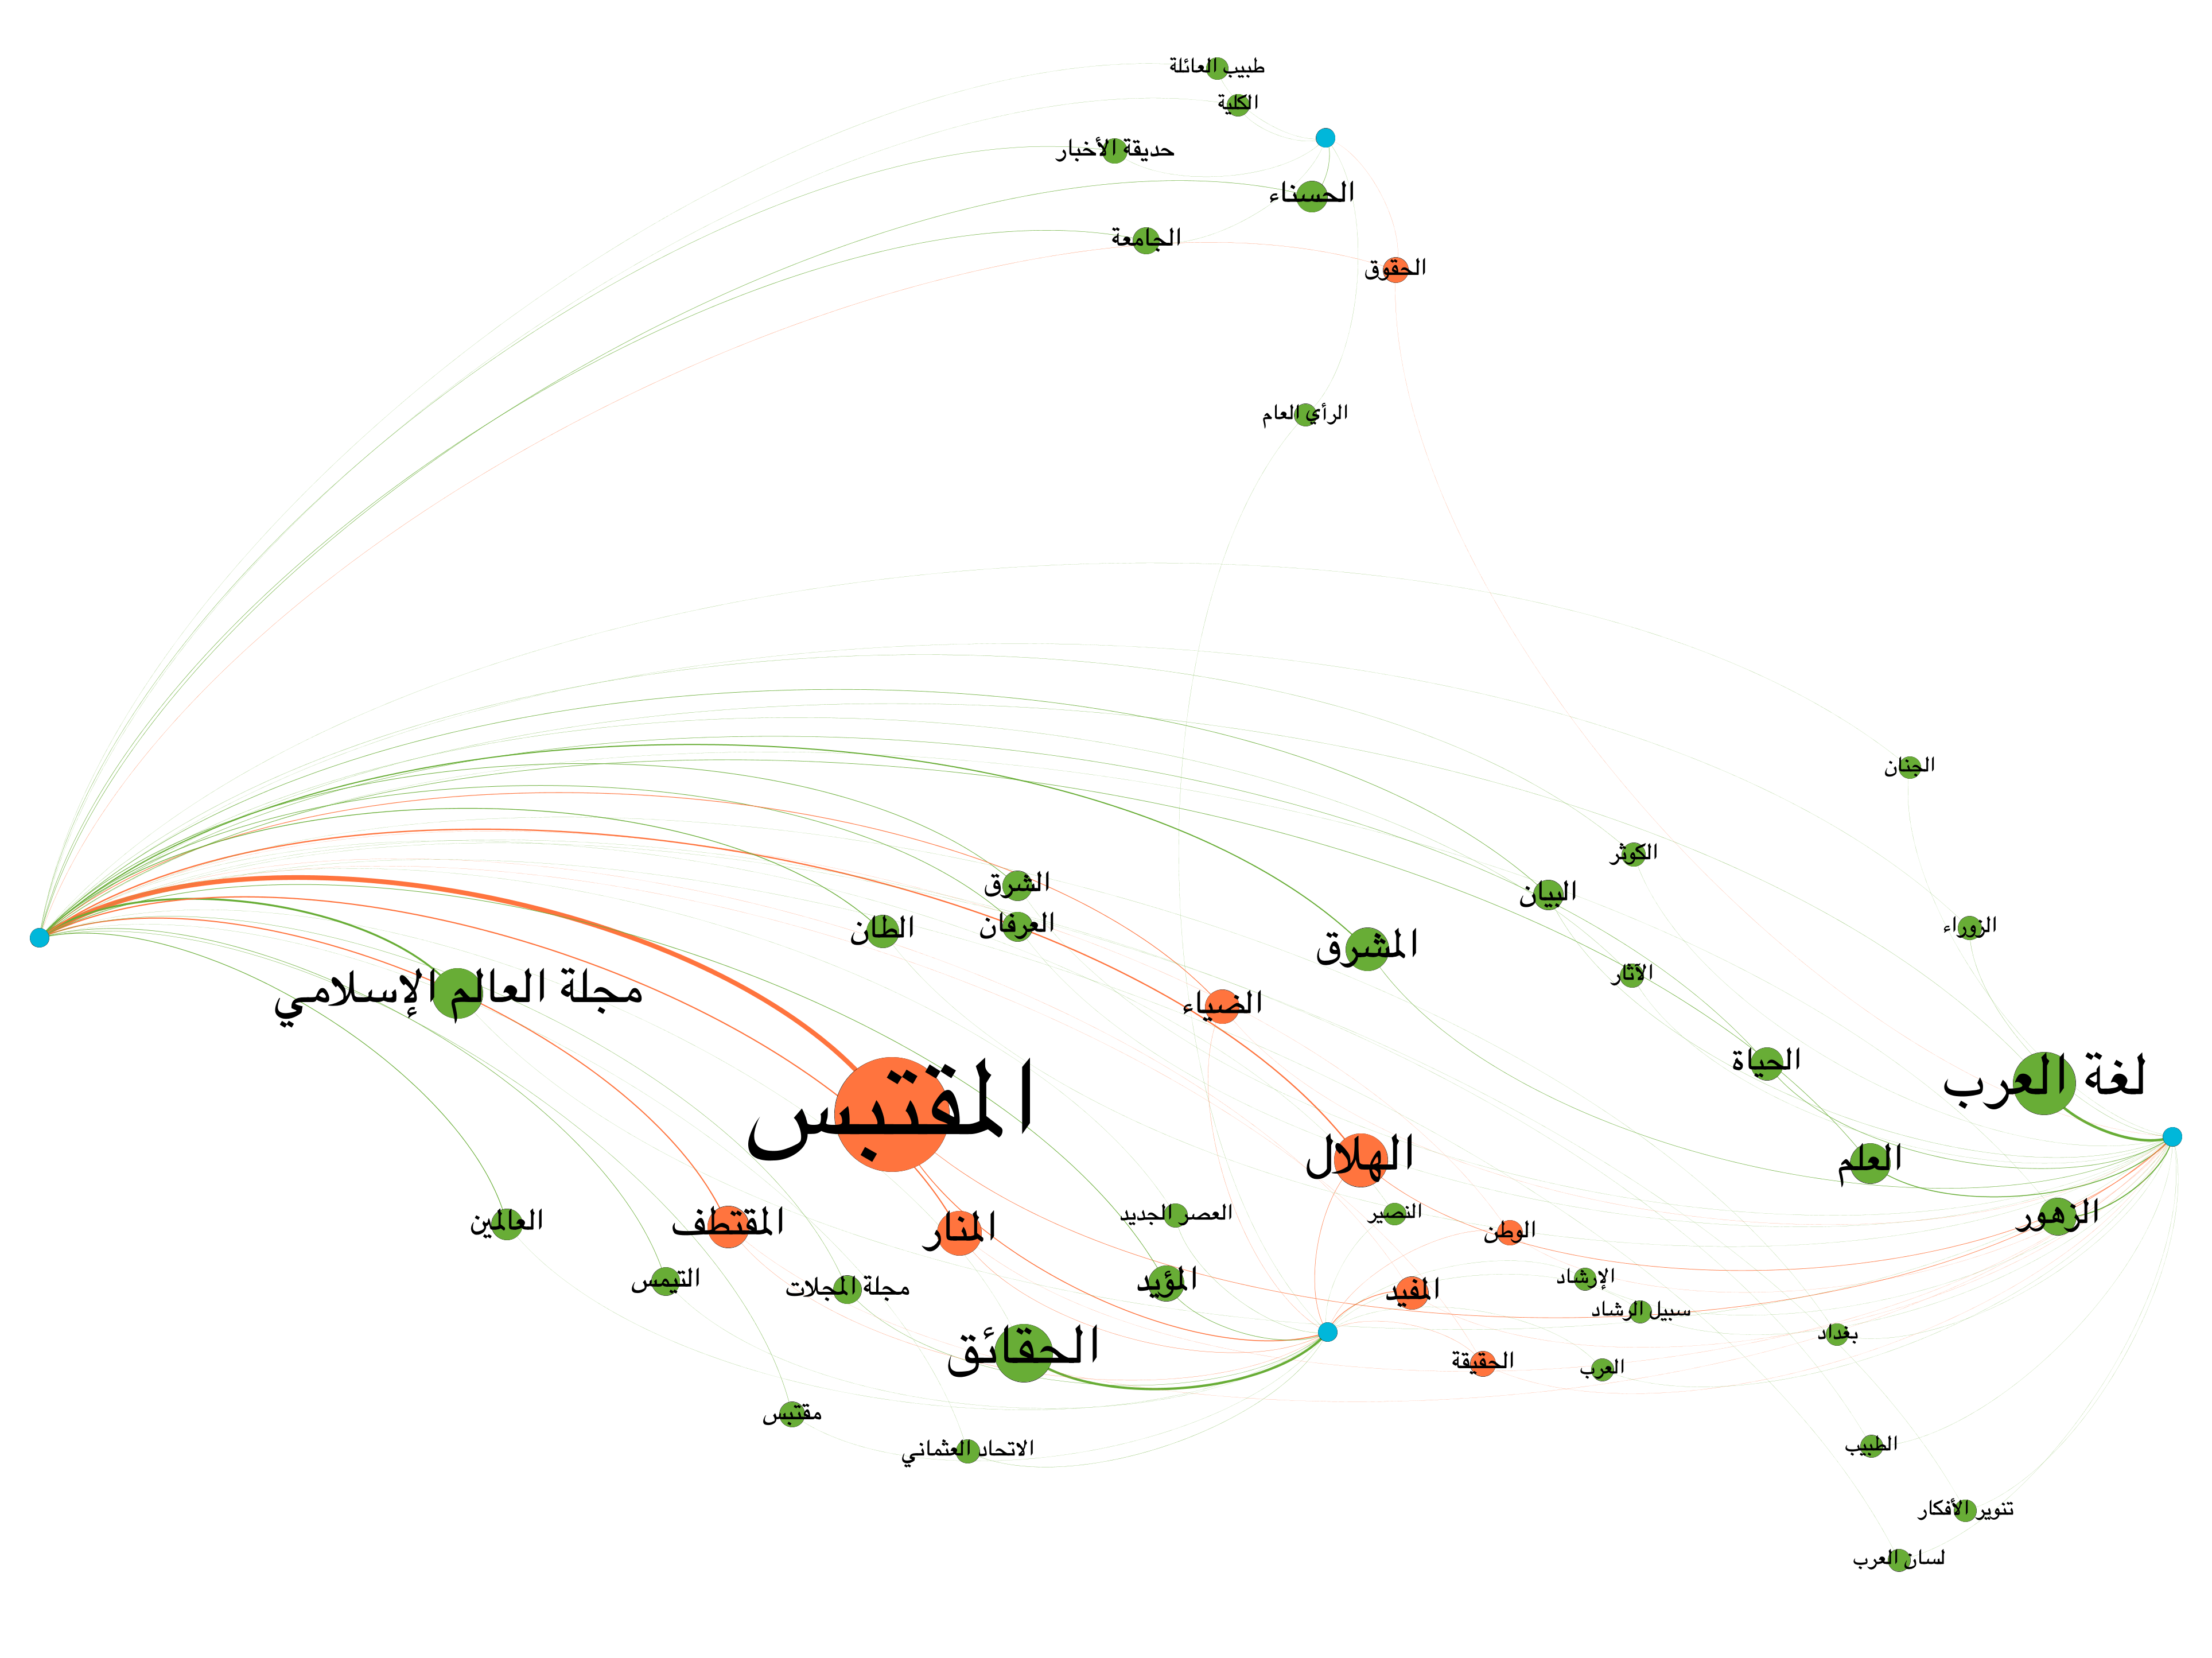 طبيب العائلة
الكلية
حديقة الأخبار
الحسناء
الجامعة
الحقوق
الرأي العام
الجنان
الكوثر
الشرق
البيان
العرفان
الطان
الزوراء
المشرق
الآثار
مجلة العالم الإسلامي
الضياء
الحياة
لغة العرب
المقتبس
الهلال
العلم
العصر الجديد
النصير
الزهور
العالمين
المقتطف
المنار
الوطن
التيمس
مجلة المجلات
المؤيد
المفيد
الإرشاد
سبيل الرشاد
بغداد
الحقائق
الحقيقة
العرب
مقتبس
الاتحاد العثماني
الطبيب
تنوير الأفكار
لسان العرب